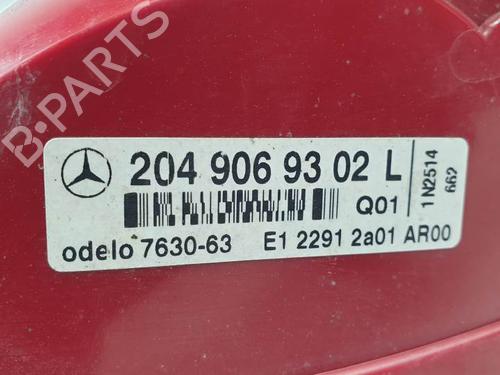 B-PARTS
204 906 93 02 L
Q01
1N2514
662
odelo 7630-63 E1 2291 2a01 AR00